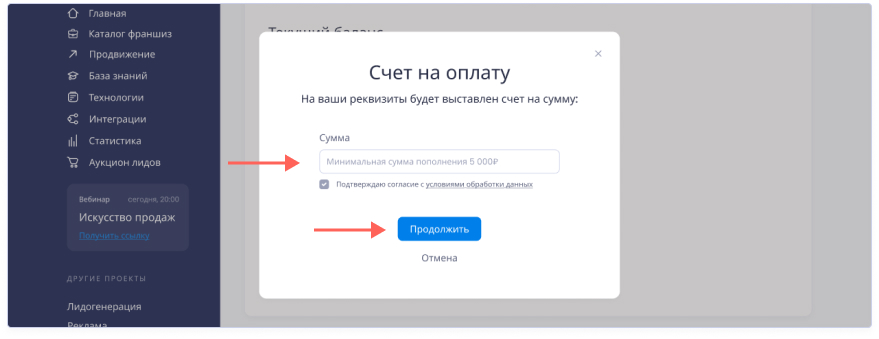 Главная
Каталог франшиз
Продвижение
База знаний
Технологии
Интеграции
Статистика
Аукцион лидов
Вебинар сегодня, 20:00
Искусство продаж
Получить ссылку
ДРУГИЕ ПРОЕКТЫ
Лидогенерация
Реклама
Текущий баланс
×
Счет на оплату
На ваши реквизиты будет выставлен счет на сумму:
Сумма
Минимальная сумма пополнения 5 000₽
Подтверждаю согласие с условиями обработки данных
Продолжить
Отмена